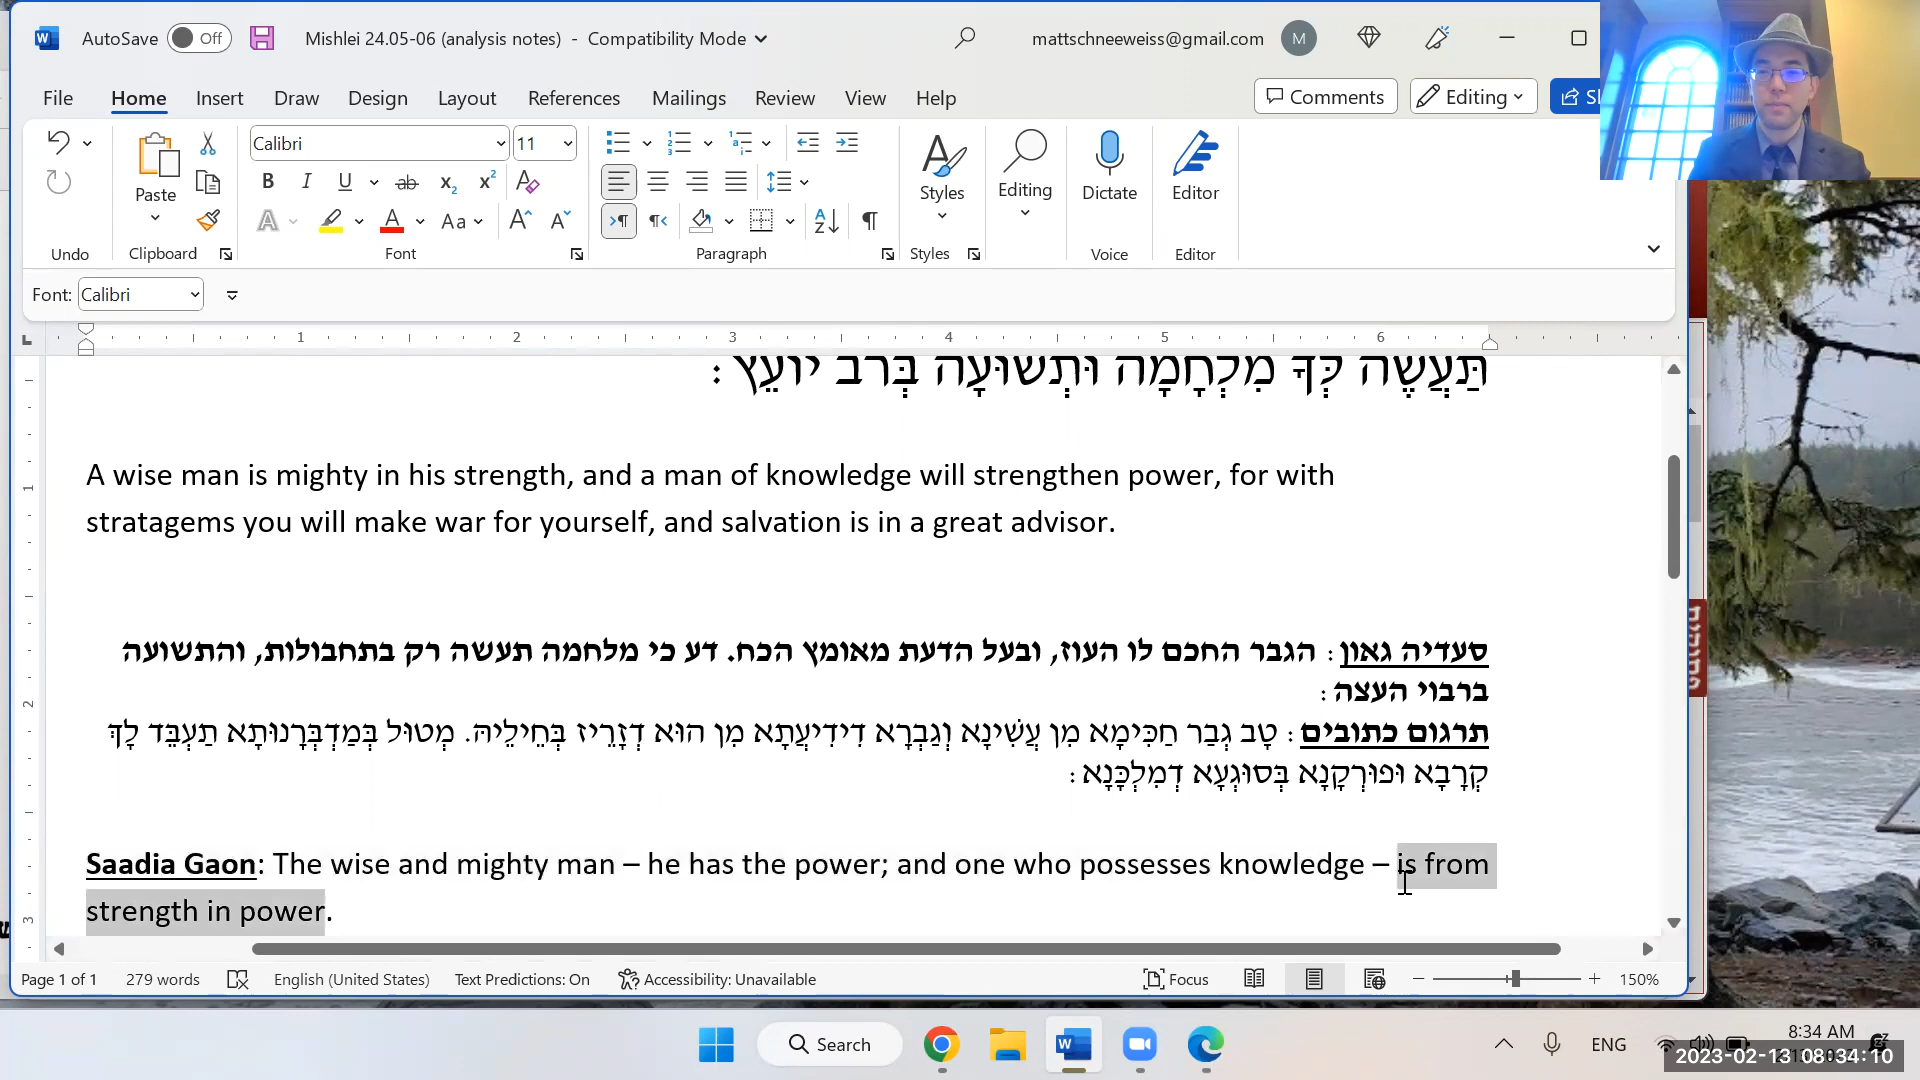 AutoSave Off Mishlei 24.05-06 (analysis notes) - Compatibility Mode mattschneeweiss@gmail.com M
File Home Insert Draw Design Layout References Mailings Review View Help Comments Editing
Calibri 11
Paste Styles Editing Dictate Editor
Undo Clipboard Font Paragraph Styles Voice Editor
Font: Calibri
1 2 3 4 5 6
תַּעֲשֶׂה לְּךָ מִלְחָמָה וּתְשׁוּעָה בְּרֹב יוֹעֵץ:
A wise man is mighty in his strength, and a man of knowledge will strengthen power, for with
stratagems you will make war for yourself, and salvation is in a great advisor.
סעדיה גאון: הגבר החכם לו העוז, ובעל הדעת מאומץ הכח. דע כי מלחמה תעשה רק בתחבולות, והתשועה
ברבוי העצה:
תרגום כתובים: טָב גְבַר חַכִּימָא מִן עֲשִׁינָא וְגַבְרָא דִידִיעֲתָא מִן הוּא דְזָרֵיז בְּחֵילֵיהּ. מְטוּל בְּמַדְבְּרָנוּתָא תַעְבֵּד לָךְ
קְרָבָא וּפוּרְקָנָא בְּסוּגְעָא דְמִלְכָּנָא:
Saadia Gaon: The wise and mighty man – he has the power; and one who possesses knowledge – is from
strength in power.
Page 1 of 1 279 words English (United States) Text Predictions: On Accessibility: Unavailable Focus 150%
Search ENG 8:34 AM
2023-02-13 08:34:10